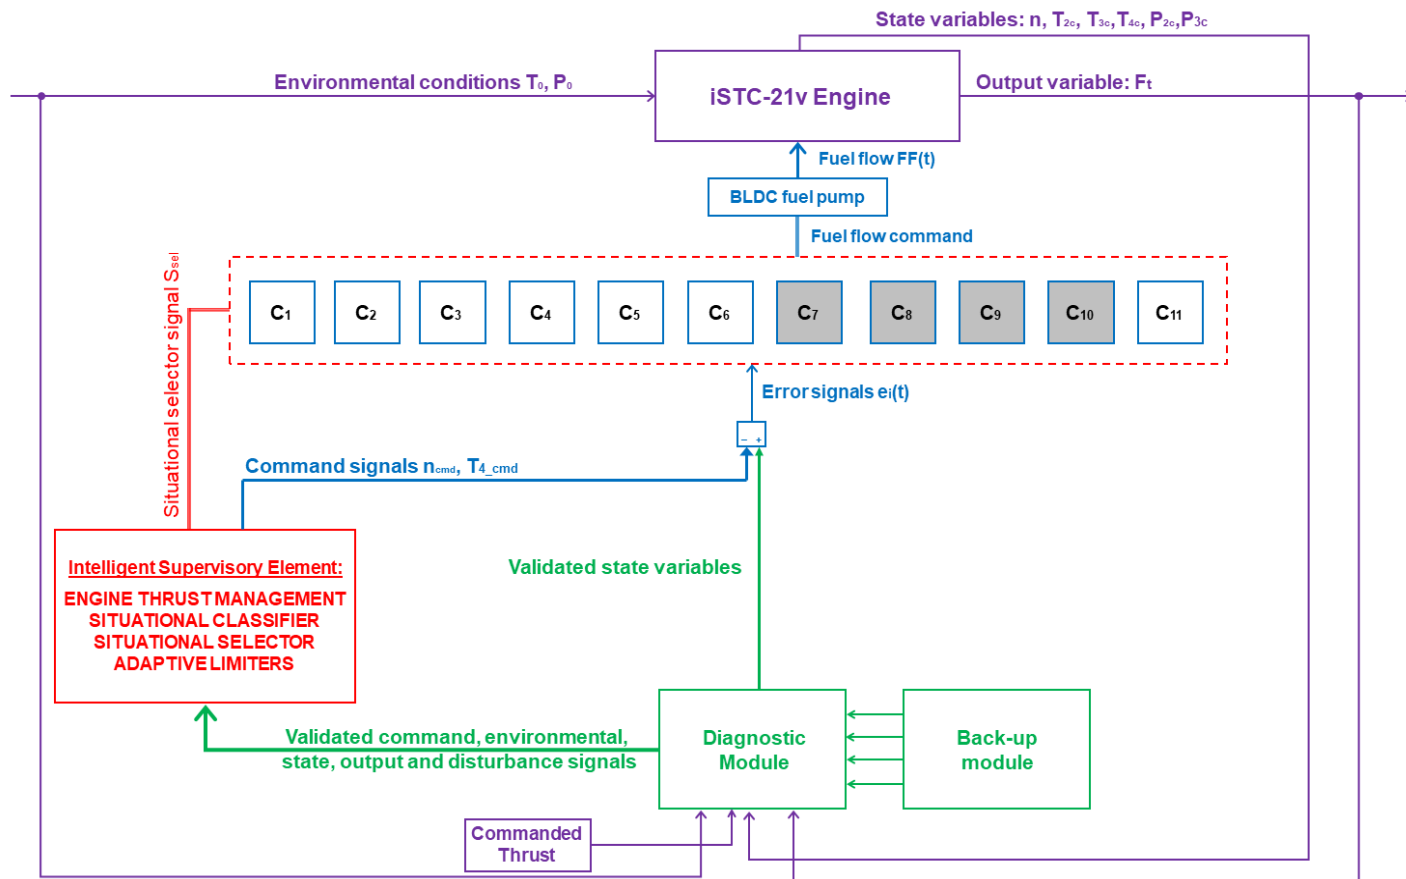 State variables: n, T2c, T3c,T4c, P2c,P3c
Environmental conditions T0, P0
iSTC-21v Engine
Output variable: Ft
Fuel flow FF(t)
BLDC fuel pump
Fuel flow command
Situational selector signal Ssel
C1
C2
C3
C4
C5
C6
C7
C8
C9
C10
C11
Error signals ei(t)
− +
Command signals ncmd, T4_cmd
Intelligent Supervisory Element:
ENGINE THRUST MANAGEMENT
SITUATIONAL CLASSIFIER
SITUATIONAL SELECTOR
ADAPTIVE LIMITERS
Validated state variables
Validated command, environmental,
state, output and disturbance signals
Diagnostic
Module
Back-up
module
Commanded
Thrust